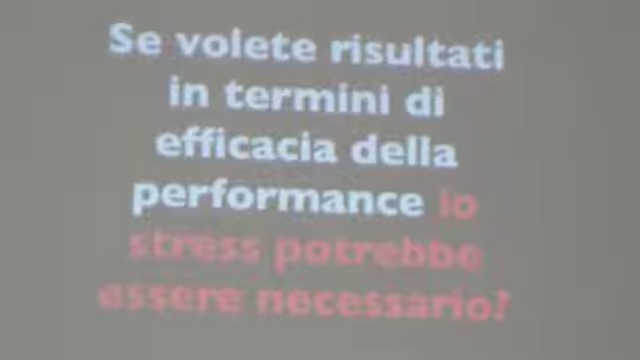 Se volete risultati
in termini di
efficacia della
performance lo
stress potrebbe
essere necessario?